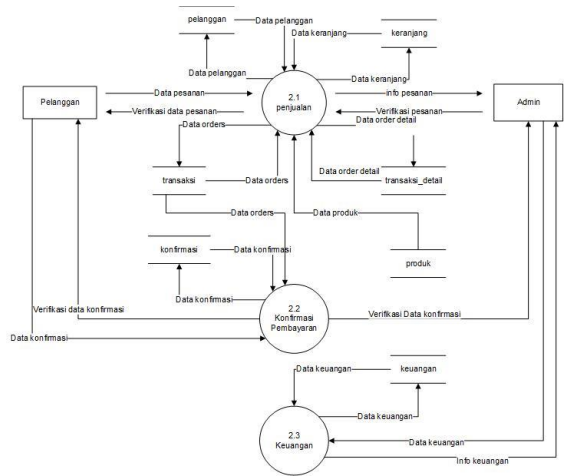 pelanggan
Data pelanggan
Data keranjang
keranjang
Data pelanggan
Data keranjang
Pelanggan
Data pesanan
Verifikasi data pesanan
2.1
penjualan
info pesanan
Verifikasi pesanan
Admin
Data orders
Data order detail
transaksi
Data orders
Data order detail
transaksi_detail
Data orders
Data produk
konfirmasi
Data konfirmasi
produk
Data konfirmasi
2.2
Konfirmasi
Pembayaran
Verifikasi data konfirmasi
Verifikasi Data konfirmasi
Data konfirmasi
Data keuangan
keuangan
Data keuangan
2.3
Keuangan
Data keuangan
Info keuangan